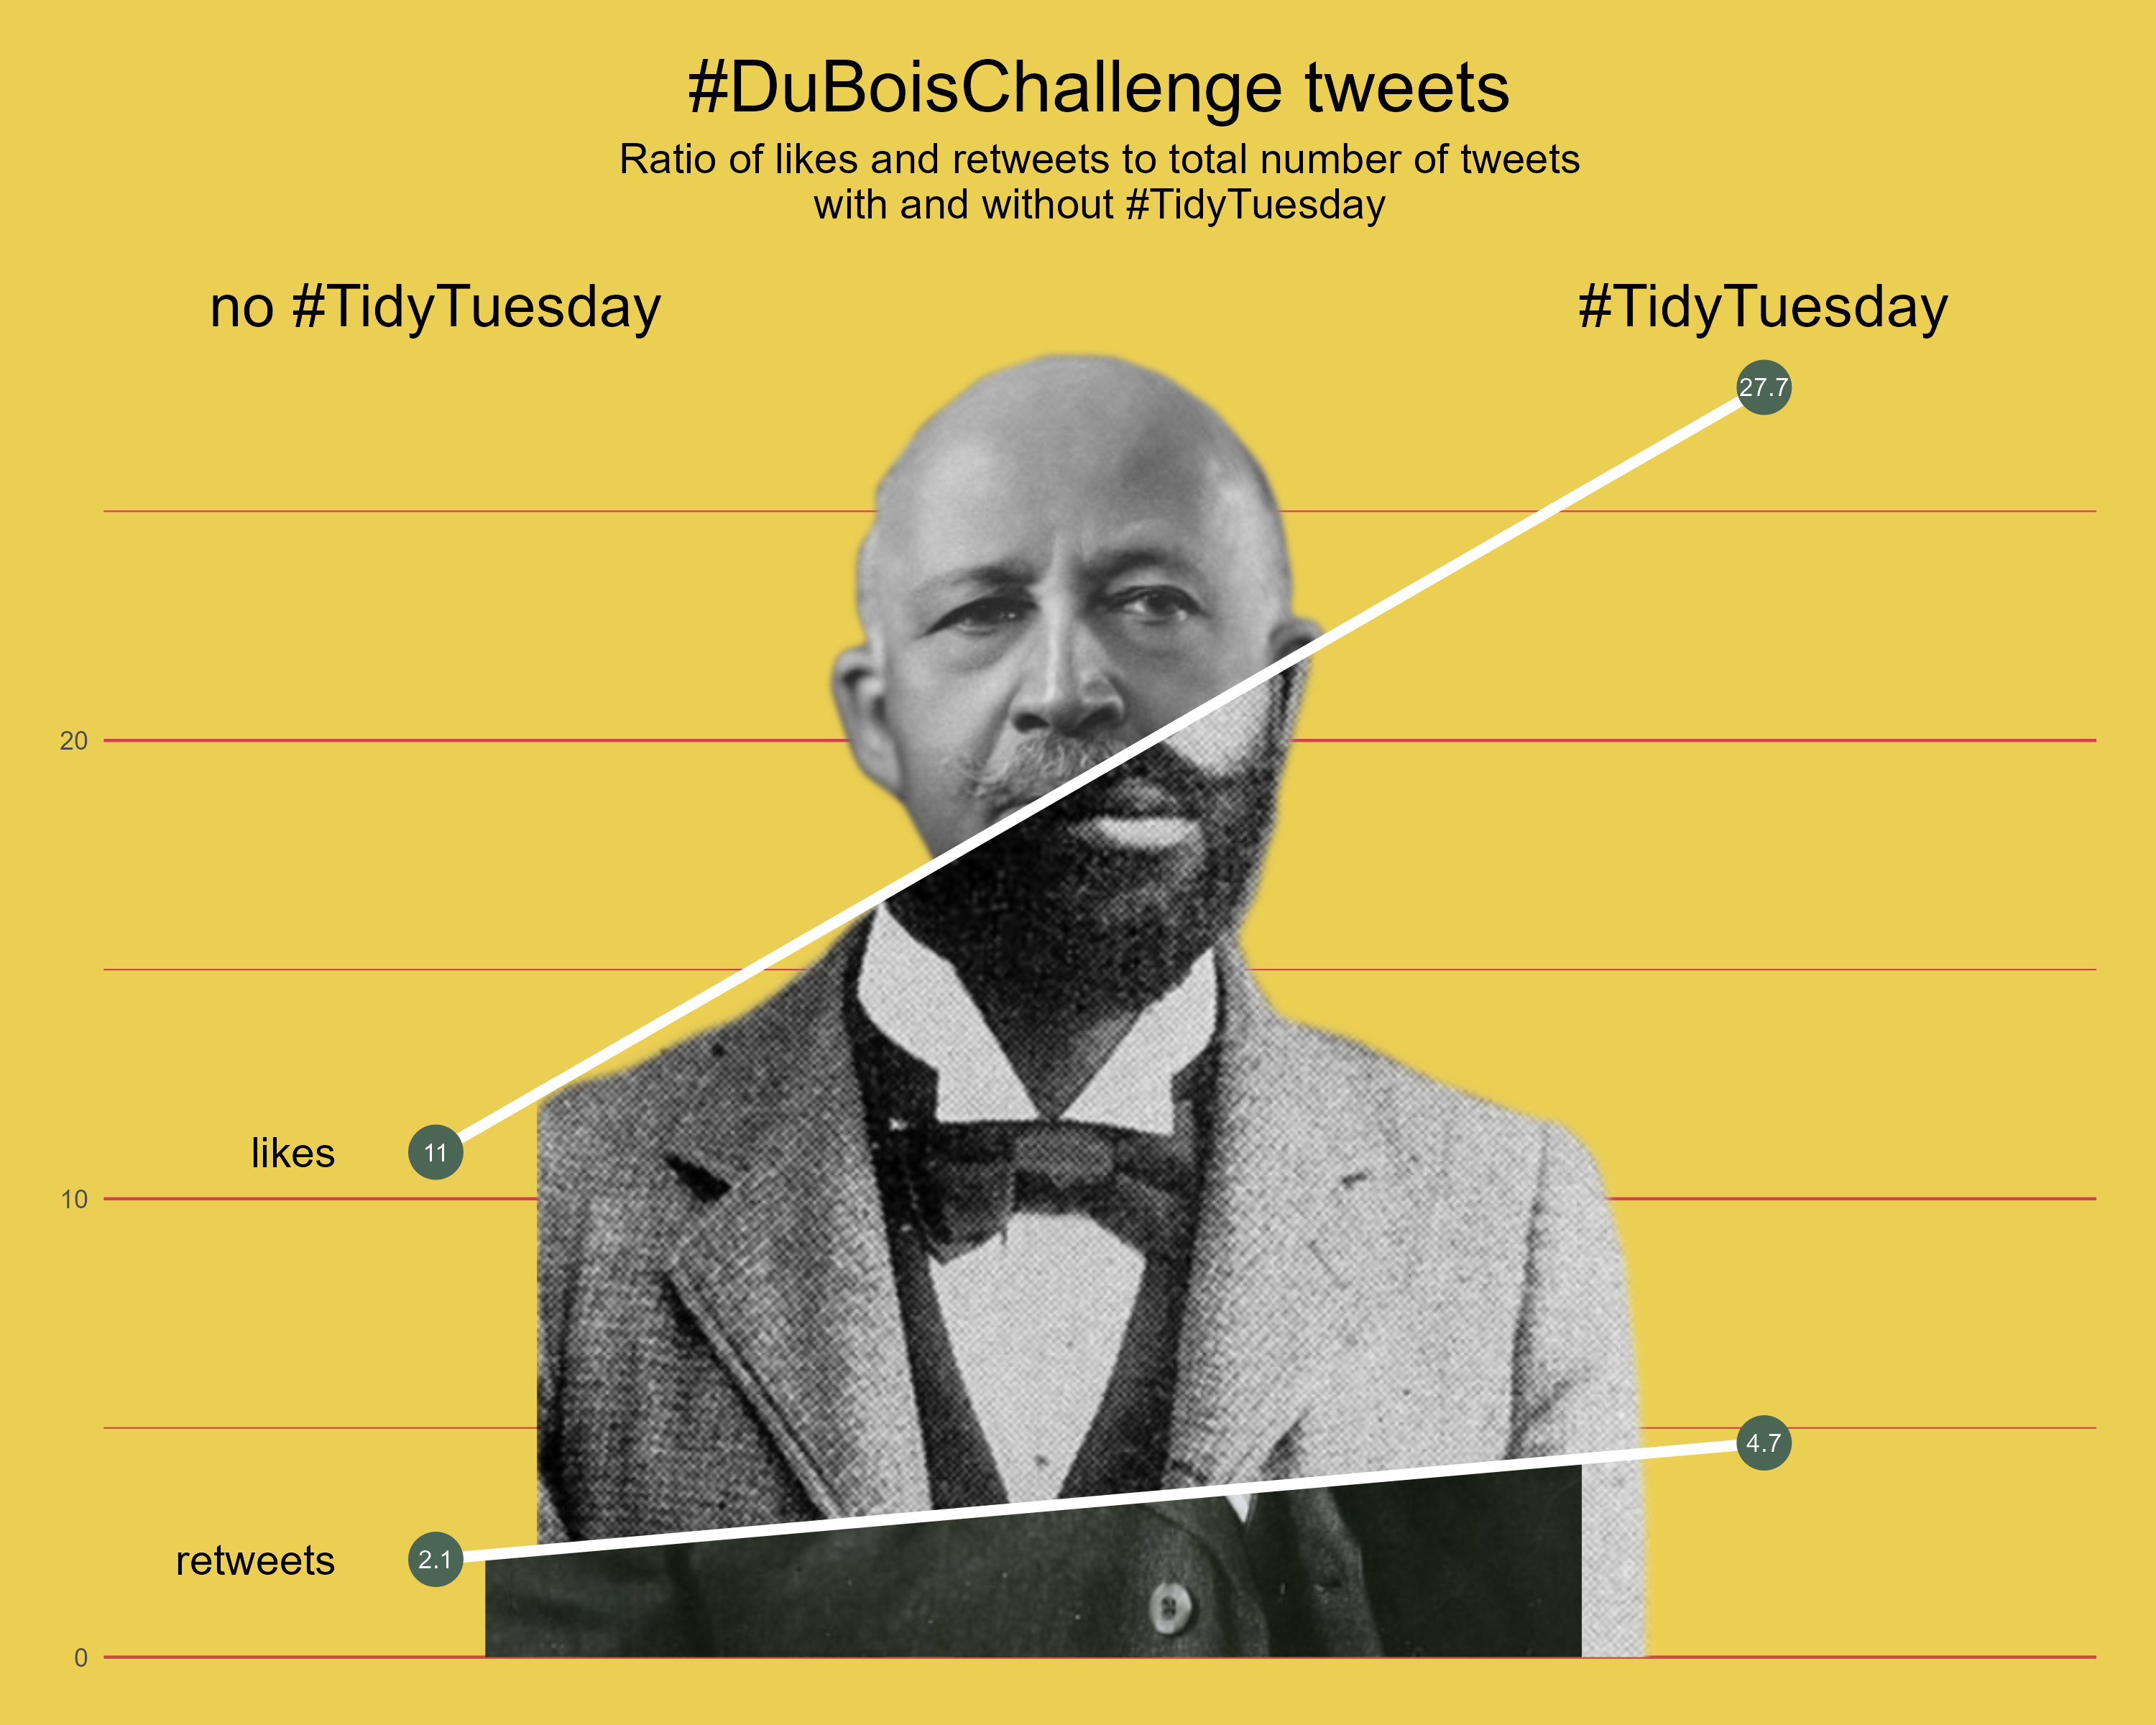 #DuBoisChallenge tweets
Ratio of likes and retweets to total number of tweets
with and without #TidyTuesday
no #TidyTuesday
#TidyTuesday
27.7
20
likes
11
10
4.7
retweets
2.1
0